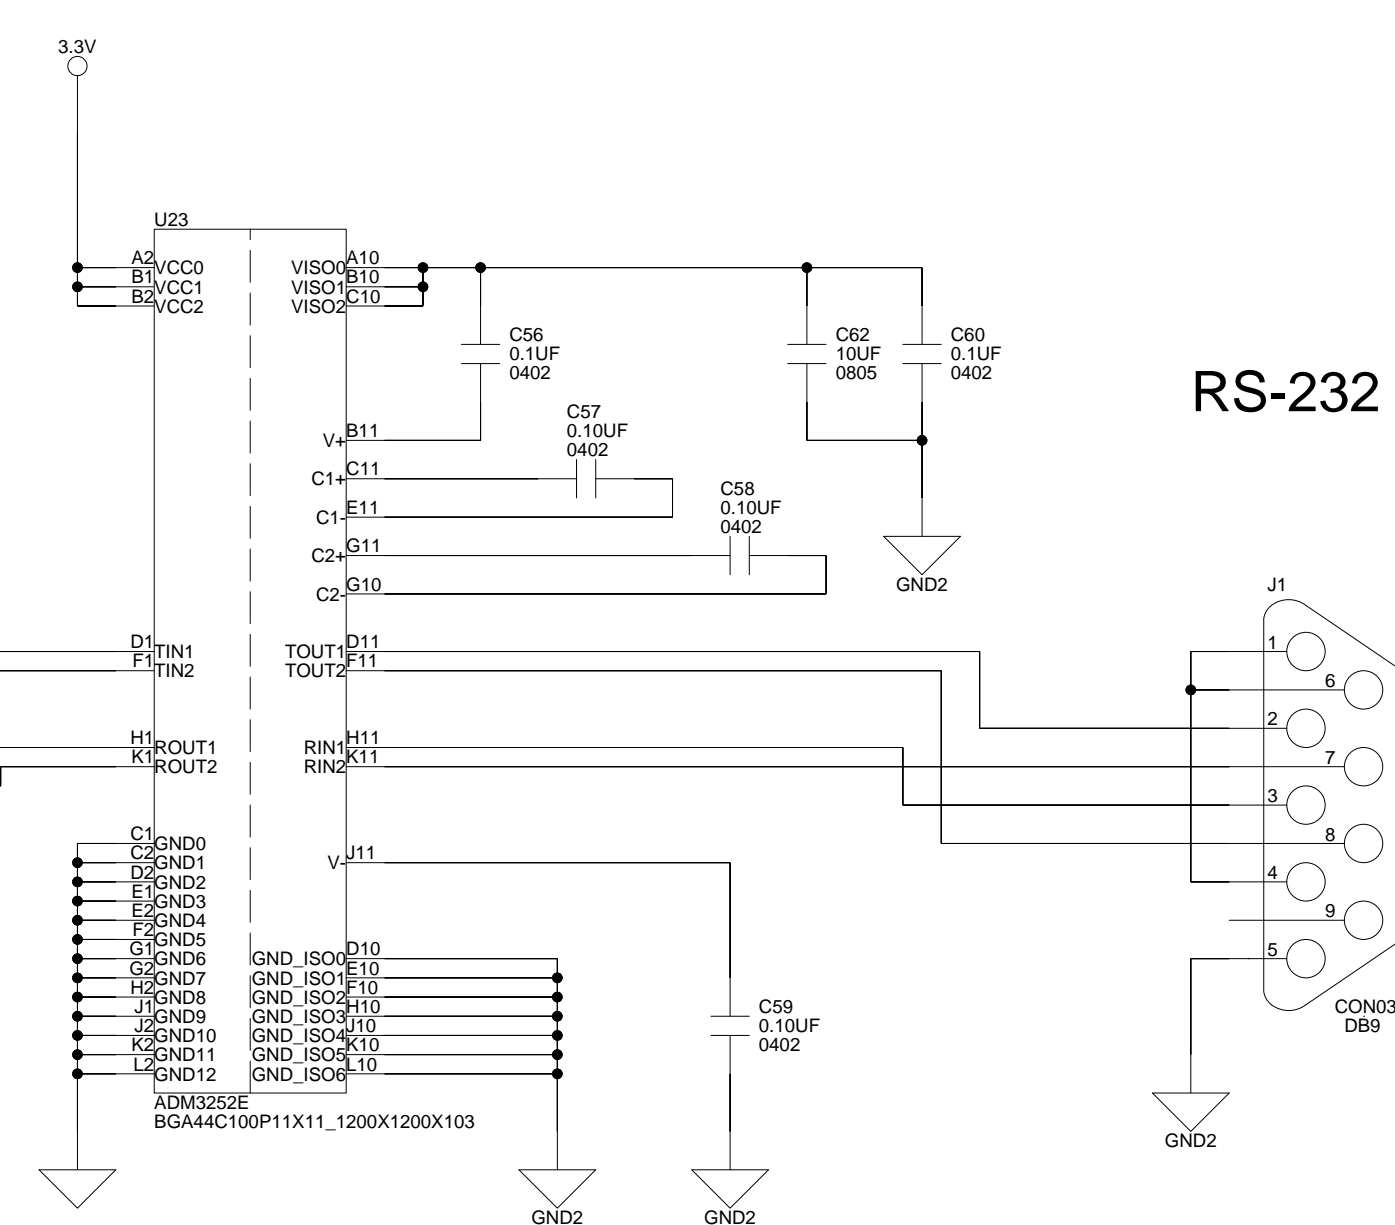 3.3V
U23
A2 VCC0 VISO0 A10
B1 VCC1 VISO1 B10
B2 VCC2 VISO2 C10
C56
0.1UF
0402
C62
10UF
0805
C60
0.1UF
0402
RS-232
C57
0.10UF
0402
V+ B11
C1+ C11
C58
0.10UF
0402
C1- E11
C2+ G11
C2- G10
GND2
J1
D1 TIN1 TOUT1 D11
F1 TIN2 TOUT2 F11
H1 ROUT1 RIN1 H11
K1 ROUT2 RIN2 K11
1
6
2
7
3
8
4
9
5
CON03
DB9
C1 GND0
C2 GND1 V- J11
D2 GND2
E1 GND3
E2 GND4
F2 GND5
G1 GND6 GND_ISO0 D10
G2 GND7 GND_ISO1 E10
H2 GND8 GND_ISO2 F10
J1 GND9 GND_ISO3 H10
J2 GND10 GND_ISO4 J10
K2 GND11 GND_ISO5 K10
L2 GND12 GND_ISO6 L10
C59
0.10UF
0402
ADM3252E
BGA44C100P11X11_1200X1200X103
GND2
GND2
GND2